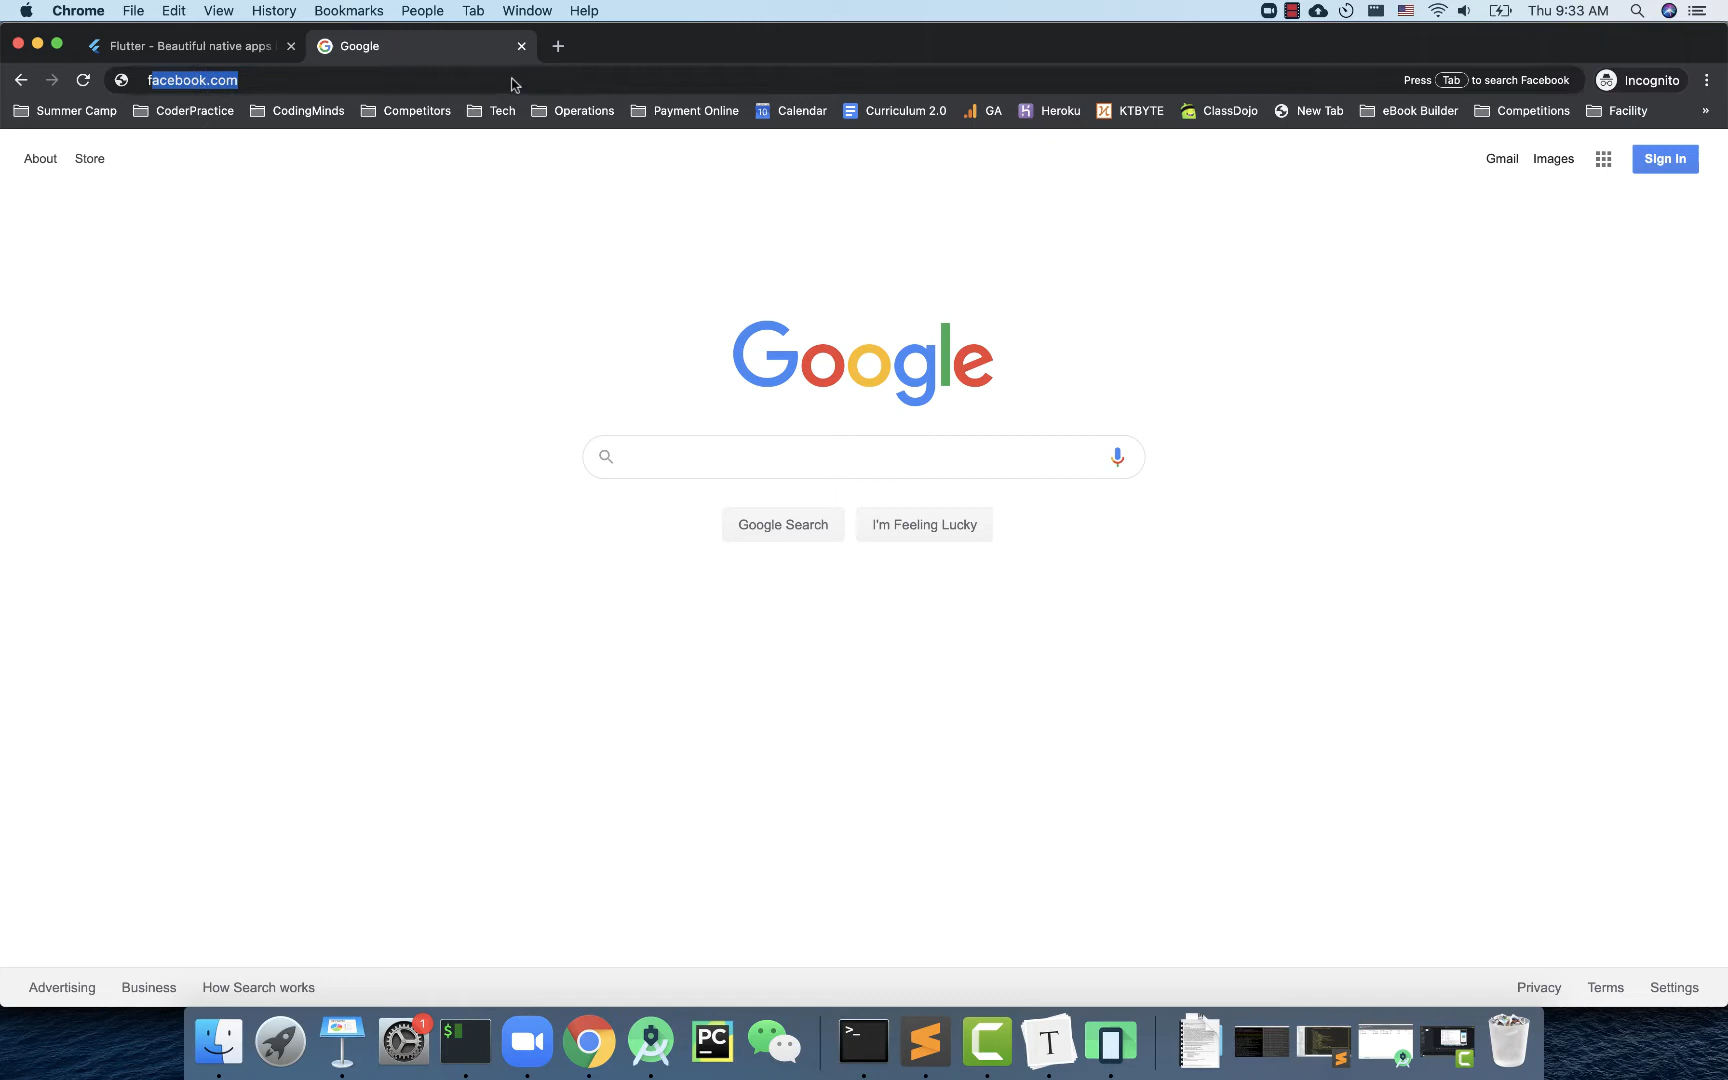 Chrome File Edit View History Bookmarks People Tab Window Help Thu 9:33 AM
Flutter - Beautiful native apps Google
facebook.com Press Tab to search Facebook Incognito
Summer Camp CoderPractice CodingMinds Competitors Tech Operations Payment Online 10 Calendar Curriculum 2.0 GA Heroku KTBYTE ClassDojo New Tab eBook Builder Competitions Facility »
About Store Gmail Images Sign in
Google
Google Search I'm Feeling Lucky
Advertising Business How Search works Privacy Terms Settings
1 $ PC >_ T